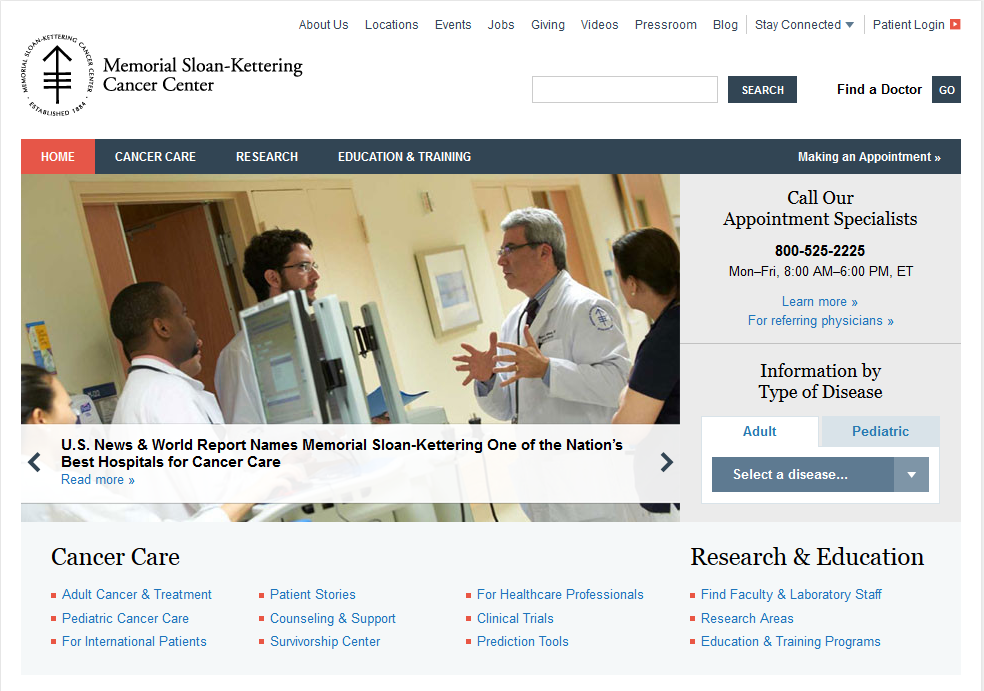 About Us Locations Events Jobs Giving Videos Pressroom Blog Stay Connected Patient Login
MEMORIAL SLOAN-KETTERING CANCER CENTER
· ESTABLISHED 1884 ·
Memorial Sloan-Kettering
Cancer Center
SEARCH Find a Doctor GO
HOME CANCER CARE RESEARCH EDUCATION & TRAINING Making an Appointment »
Call Our
Appointment Specialists
800-525-2225
Mon–Fri, 8:00 AM–6:00 PM, ET
Learn more »
For referring physicians »
Information by
Type of Disease
Adult Pediatric
Select a disease...
U.S. News & World Report Names Memorial Sloan-Kettering One of the Nation’s
Best Hospitals for Cancer Care
Read more »
Cancer Care
Adult Cancer & Treatment
Pediatric Cancer Care
For International Patients
Patient Stories
Counseling & Support
Survivorship Center
For Healthcare Professionals
Clinical Trials
Prediction Tools
Research & Education
Find Faculty & Laboratory Staff
Research Areas
Education & Training Programs